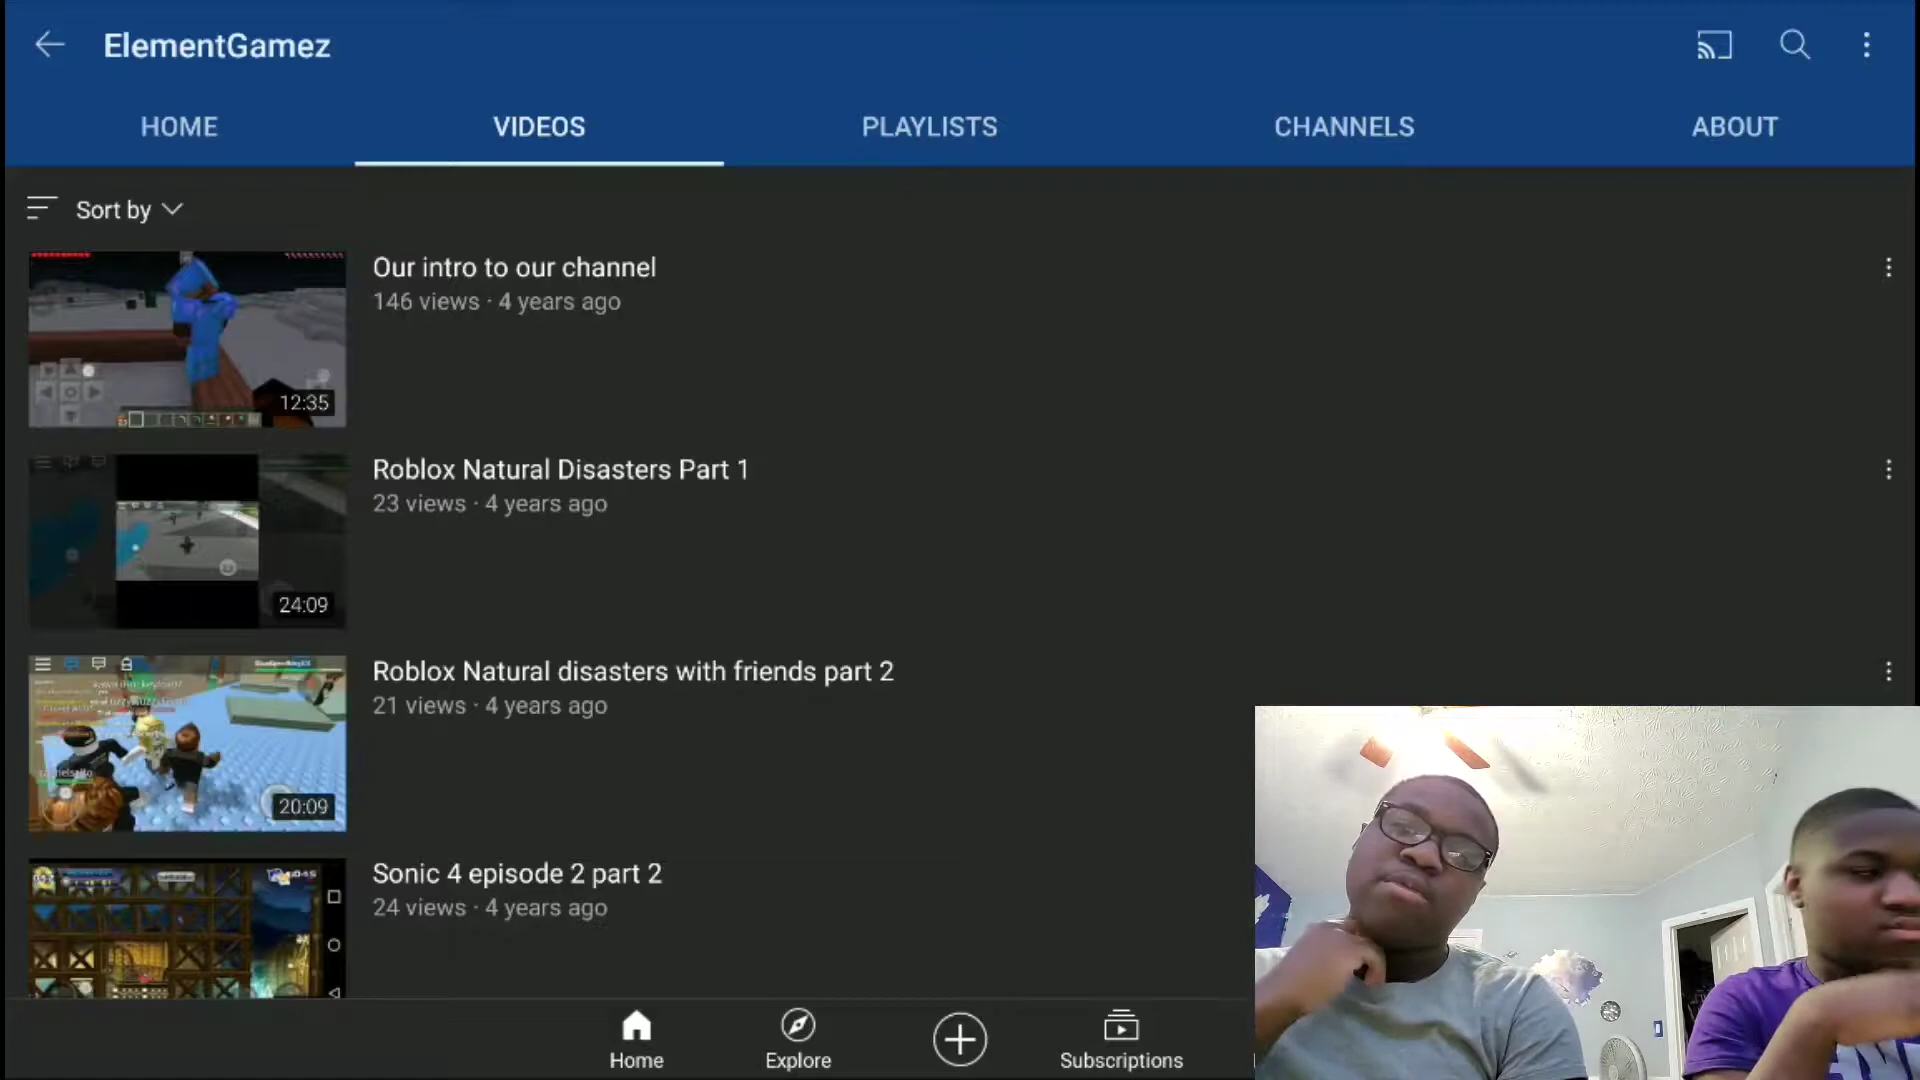 ElementGamez
HOME VIDEOS PLAYLISTS CHANNELS ABOUT
Sort by
Our intro to our channel
146 views · 4 years ago
12:35
Roblox Natural Disasters Part 1
23 views · 4 years ago
24:09
Roblox Natural disasters with friends part 2
21 views · 4 years ago
20:09
Sonic 4 episode 2 part 2
24 views · 4 years ago
Home Explore Subscriptions